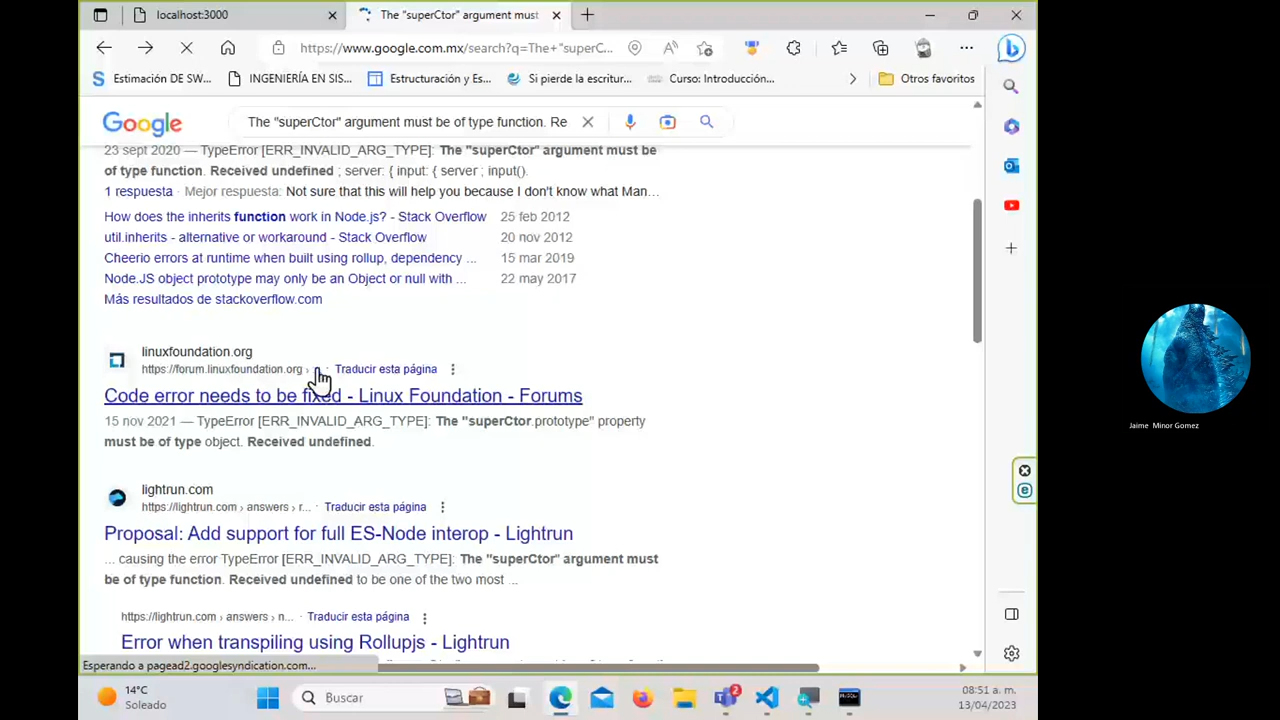 localhost:3000
The "superCtor" argument must
https://www.google.com.mx/search?q=The+"superC...
Estimación DE SW...
INGENIERÍA EN SIS...
Estructuración y Es...
Si pierde la escritur...
Curso: Introducción...
Otros favoritos
Google
The "superCtor" argument must be of type function. Re
23 sept 2020 — TypeError [ERR_INVALID_ARG_TYPE]: The "superCtor" argument must be
of type function. Received undefined ; server: { input: { server ; input().
1 respuesta · Mejor respuesta: Not sure that this will help you because I don't know what Man...
How does the inherits function work in Node.js? - Stack Overflow 25 feb 2012
util.inherits - alternative or workaround - Stack Overflow 20 nov 2012
Cheerio errors at runtime when built using rollup, dependency ... 15 mar 2019
Node.JS object prototype may only be an Object or null with ... 22 may 2017
Más resultados de stackoverflow.com
linuxfoundation.org
https://forum.linuxfoundation.org › · Traducir esta página
Code error needs to be fixed - Linux Foundation - Forums
15 nov 2021 — TypeError [ERR_INVALID_ARG_TYPE]: The "superCtor.prototype" property
must be of type object. Received undefined.
lightrun.com
https://lightrun.com › answers › r... · Traducir esta página
Proposal: Add support for full ES-Node interop - Lightrun
... causing the error TypeError [ERR_INVALID_ARG_TYPE]: The "superCtor" argument must
be of type function. Received undefined to be one of the two most ...
https://lightrun.com › answers › n... · Traducir esta página
Error when transpiling using Rollupjs - Lightrun
Esperando a pagead2.googlesyndication.com...
14°C
Soleado
Buscar
2
08:51 a. m.
13/04/2023
Jaime Minor Gomez